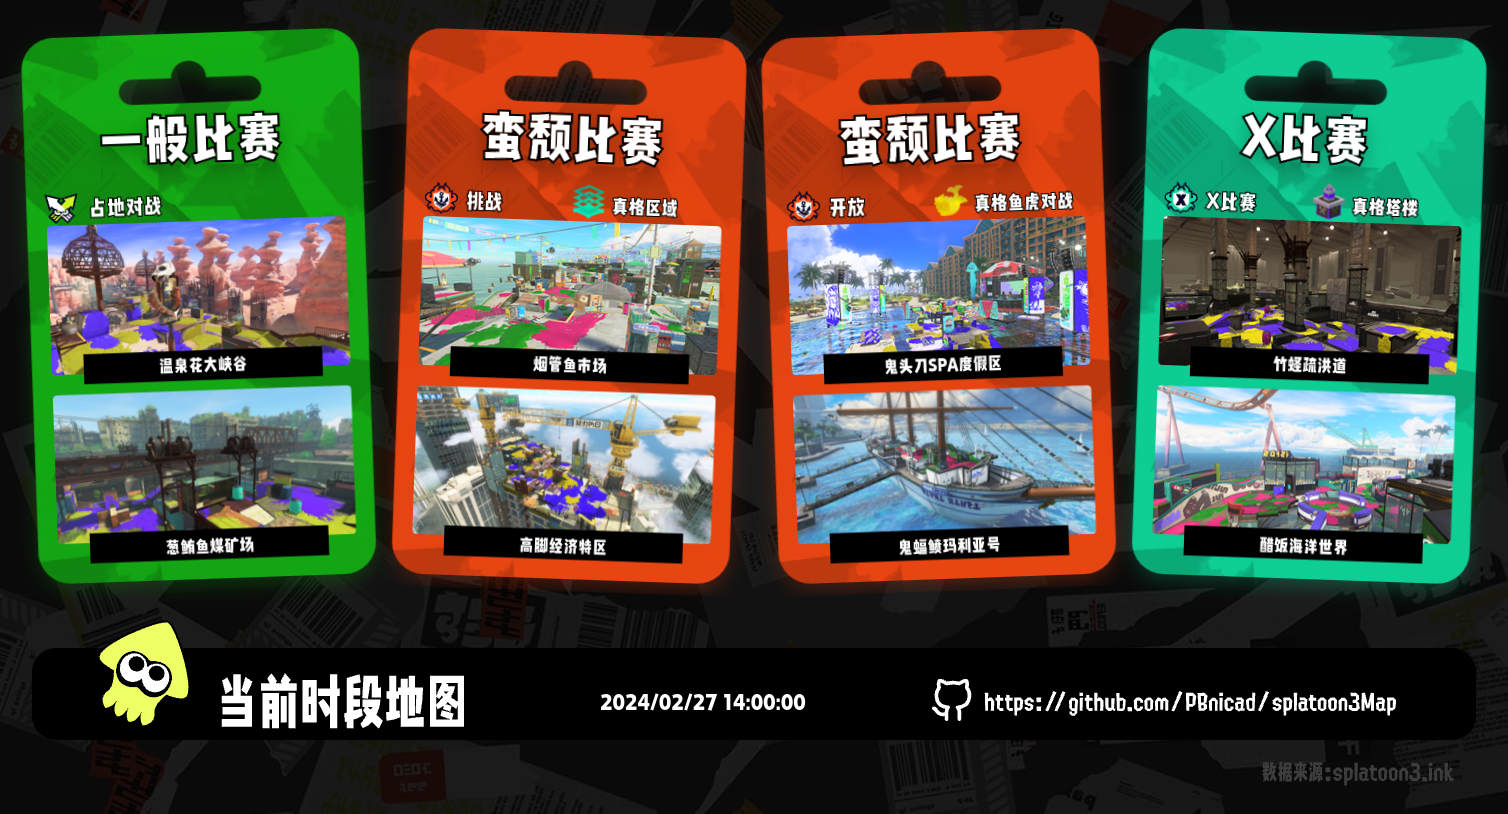 一般比赛
占地对战
温泉花大峡谷
葱鲔鱼煤矿场
蛮颓比赛
挑战
真格区域
烟管鱼市场
高脚经济特区
蛮颓比赛
开放
真格鱼虎对战
鬼头刀SPA度假区
鬼蝠鲼玛利亚号
X比赛
X比赛
真格塔楼
竹蛏疏洪道
醋饭海洋世界
当前时段地图
2024/02/27 14:00:00
https://github.com/PBnicad/splatoon3Map
数据来源:splatoon3.ink